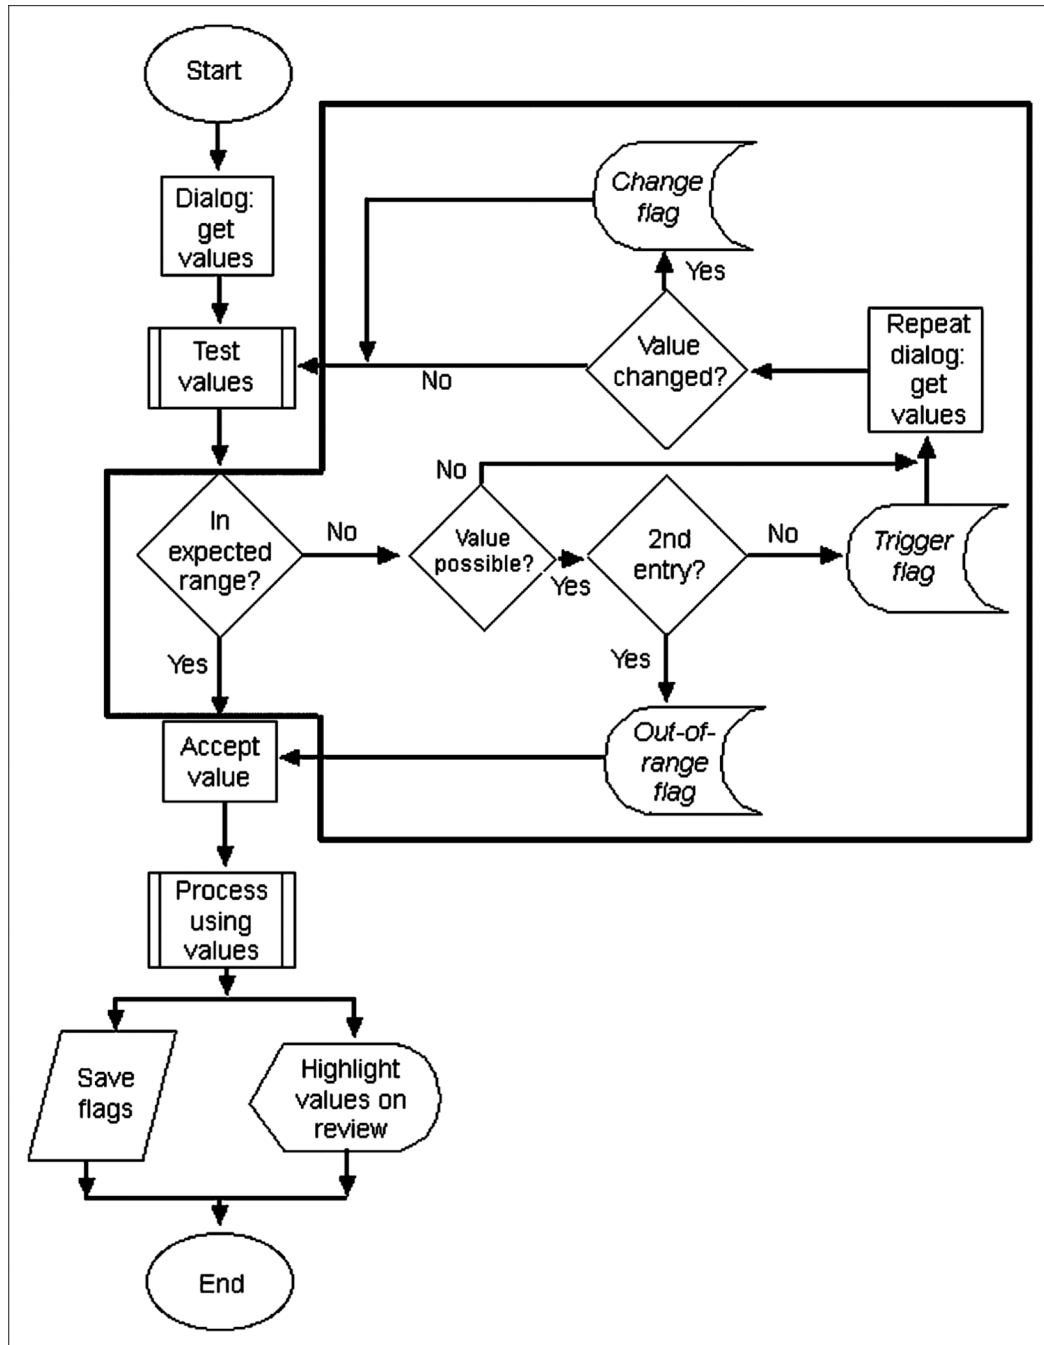 Start
Dialog:
get
values
Test
values
Change
flag
Yes
Value
changed?
No
Repeat
dialog:
get
values
In
expected
range?
No
Yes
Value
possible?
No
Yes
2nd
entry?
No
Yes
Trigger
flag
Out-of-
range
flag
Accept
value
Process
using
values
Save
flags
Highlight
values on
review
End